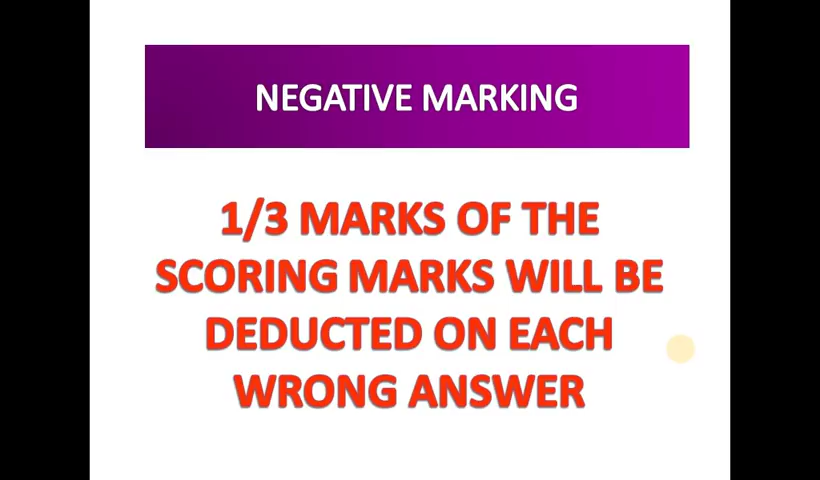 NEGATIVE MARKING
1/3 MARKS OF THE
SCORING MARKS WILL BE
DEDUCTED ON EACH
WRONG ANSWER